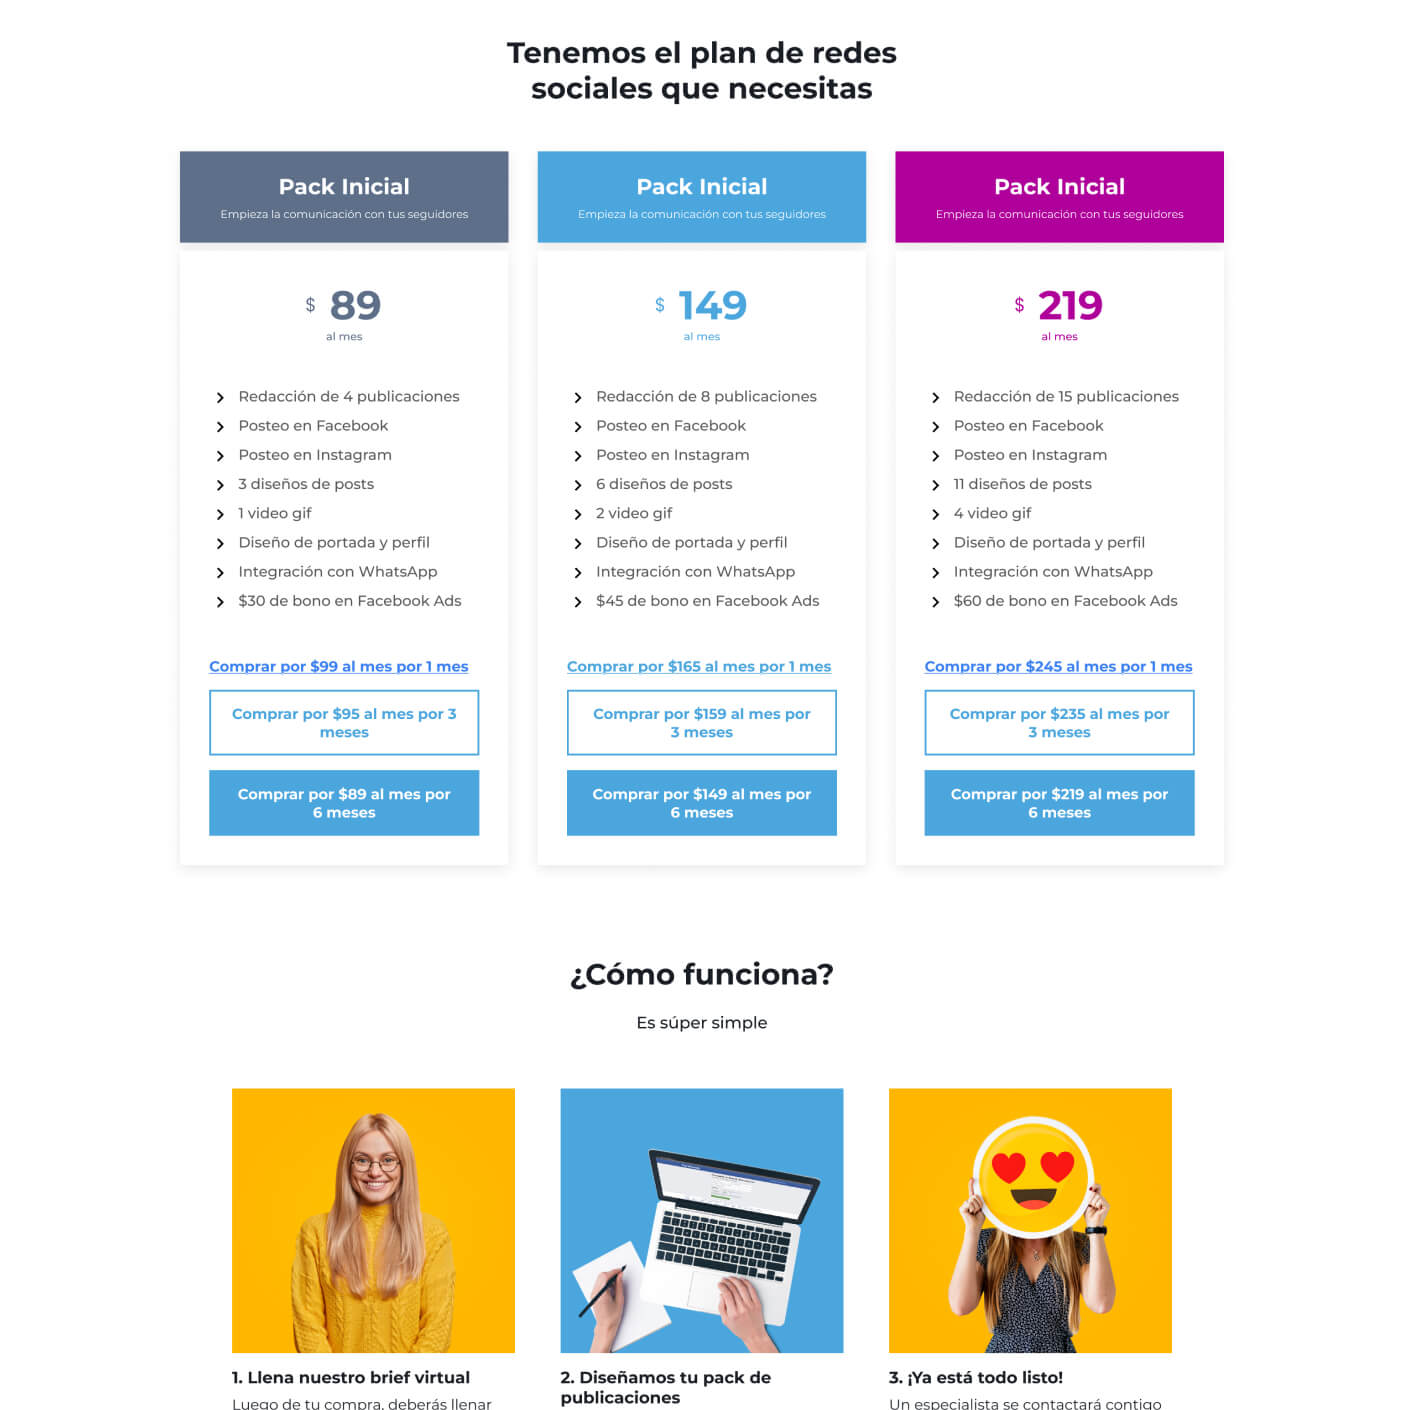 Tenemos el plan de redes
sociales que necesitas
Pack Inicial
Empieza la comunicación con tus seguidores
$ 89
al mes
Redacción de 4 publicaciones
Posteo en Facebook
Posteo en Instagram
3 diseños de posts
1 video gif
Diseño de portada y perfil
Integración con WhatsApp
$30 de bono en Facebook Ads
Comprar por $99 al mes por 1 mes
Comprar por $95 al mes por 3
meses
Comprar por $89 al mes por
6 meses
Pack Inicial
Empieza la comunicación con tus seguidores
$ 149
al mes
Redacción de 8 publicaciones
Posteo en Facebook
Posteo en Instagram
6 diseños de posts
2 video gif
Diseño de portada y perfil
Integración con WhatsApp
$45 de bono en Facebook Ads
Comprar por $165 al mes por 1 mes
Comprar por $159 al mes por
3 meses
Comprar por $149 al mes por
6 meses
Pack Inicial
Empieza la comunicación con tus seguidores
$ 219
al mes
Redacción de 15 publicaciones
Posteo en Facebook
Posteo en Instagram
11 diseños de posts
4 video gif
Diseño de portada y perfil
Integración con WhatsApp
$60 de bono en Facebook Ads
Comprar por $245 al mes por 1 mes
Comprar por $235 al mes por
3 meses
Comprar por $219 al mes por
6 meses
¿Cómo funciona?
Es súper simple
1. Llena nuestro brief virtual
Luego de tu compra, deberás llenar
2. Diseñamos tu pack de
publicaciones
3. ¡Ya está todo listo!
Un especialista se contactará contigo